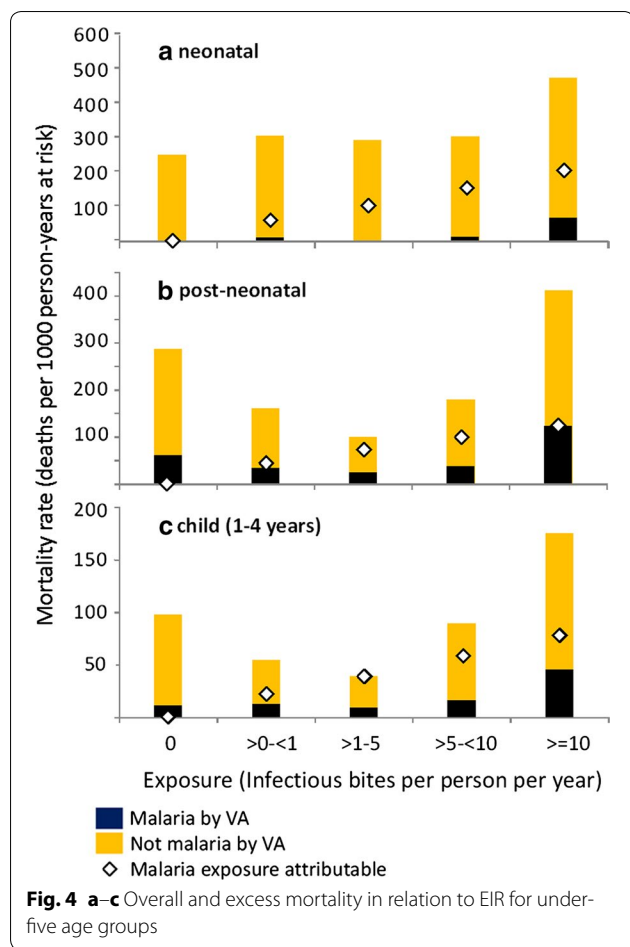 Mortality rate (deaths per 1000 person-years at risk)
a neonatal
600
500
400
300
200
100
b post-neonatal
400
300
200
100
c child (1-4 years)
200
150
100
50
0 >0-<1 >1-5 >5-<10 >=10
Exposure (Infectious bites per person per year)
Malaria by VA
Not malaria by VA
Malaria exposure attributable
Fig. 4 a–c Overall and excess mortality in relation to EIR for under-
five age groups